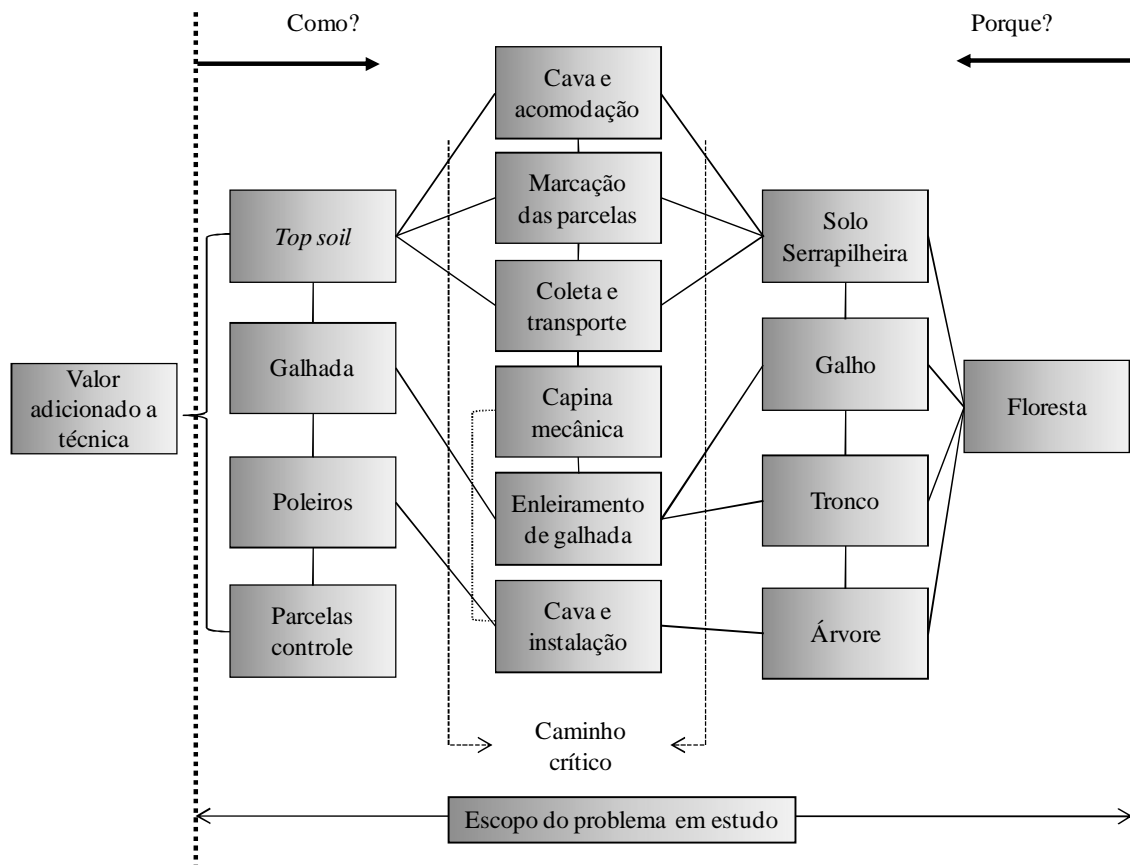 Como?
Porque?
Cava e
acomodação
Marcação
das parcelas
Top soil
Solo
Serrapilheira
Coleta e
transporte
Galhada
Galho
Valor
adicionado a
técnica
Capina
mecânica
Floresta
Poleiros
Enleiramento
de galhada
Tronco
Parcelas
controle
Cava e
instalação
Árvore
Caminho
crítico
Escopo do problema em estudo